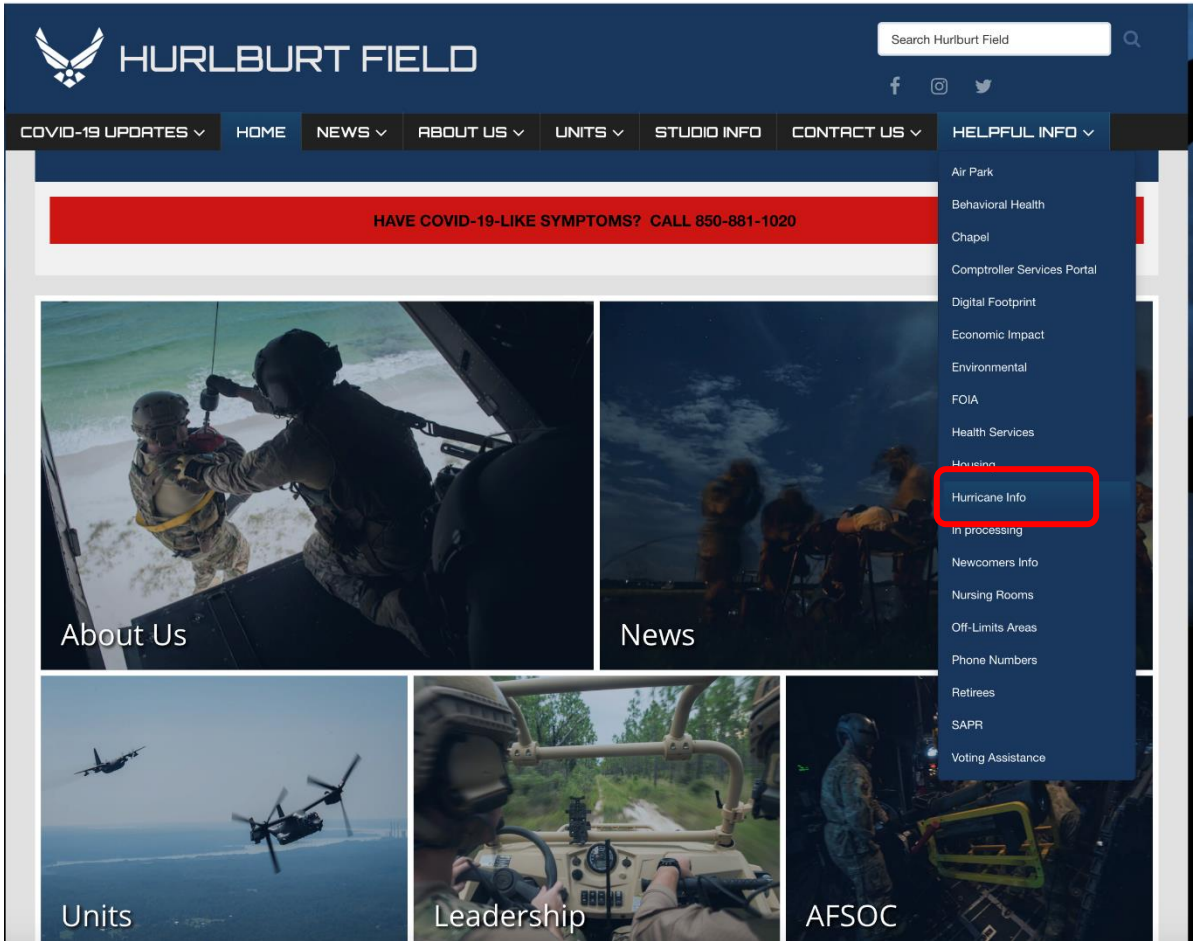 HURLBURT FIELD
Search Hurlburt Field
COVID-19 UPDATES HOME NEWS ABOUT US UNITS STUDIO INFO CONTACT US HELPFUL INFO
HAVE COVID-19-LIKE SYMPTOMS? CALL 850-881-1020
Air Park
Behavioral Health
Chapel
Comptroller Services Portal
Digital Footprint
Economic Impact
Environmental
FOIA
Health Services
Housing
Hurricane Info
In processing
Newcomers Info
Nursing Rooms
Off-Limits Areas
Phone Numbers
Retirees
SAPR
Voting Assistance
About Us
News
Units
Leadership
AFSOC